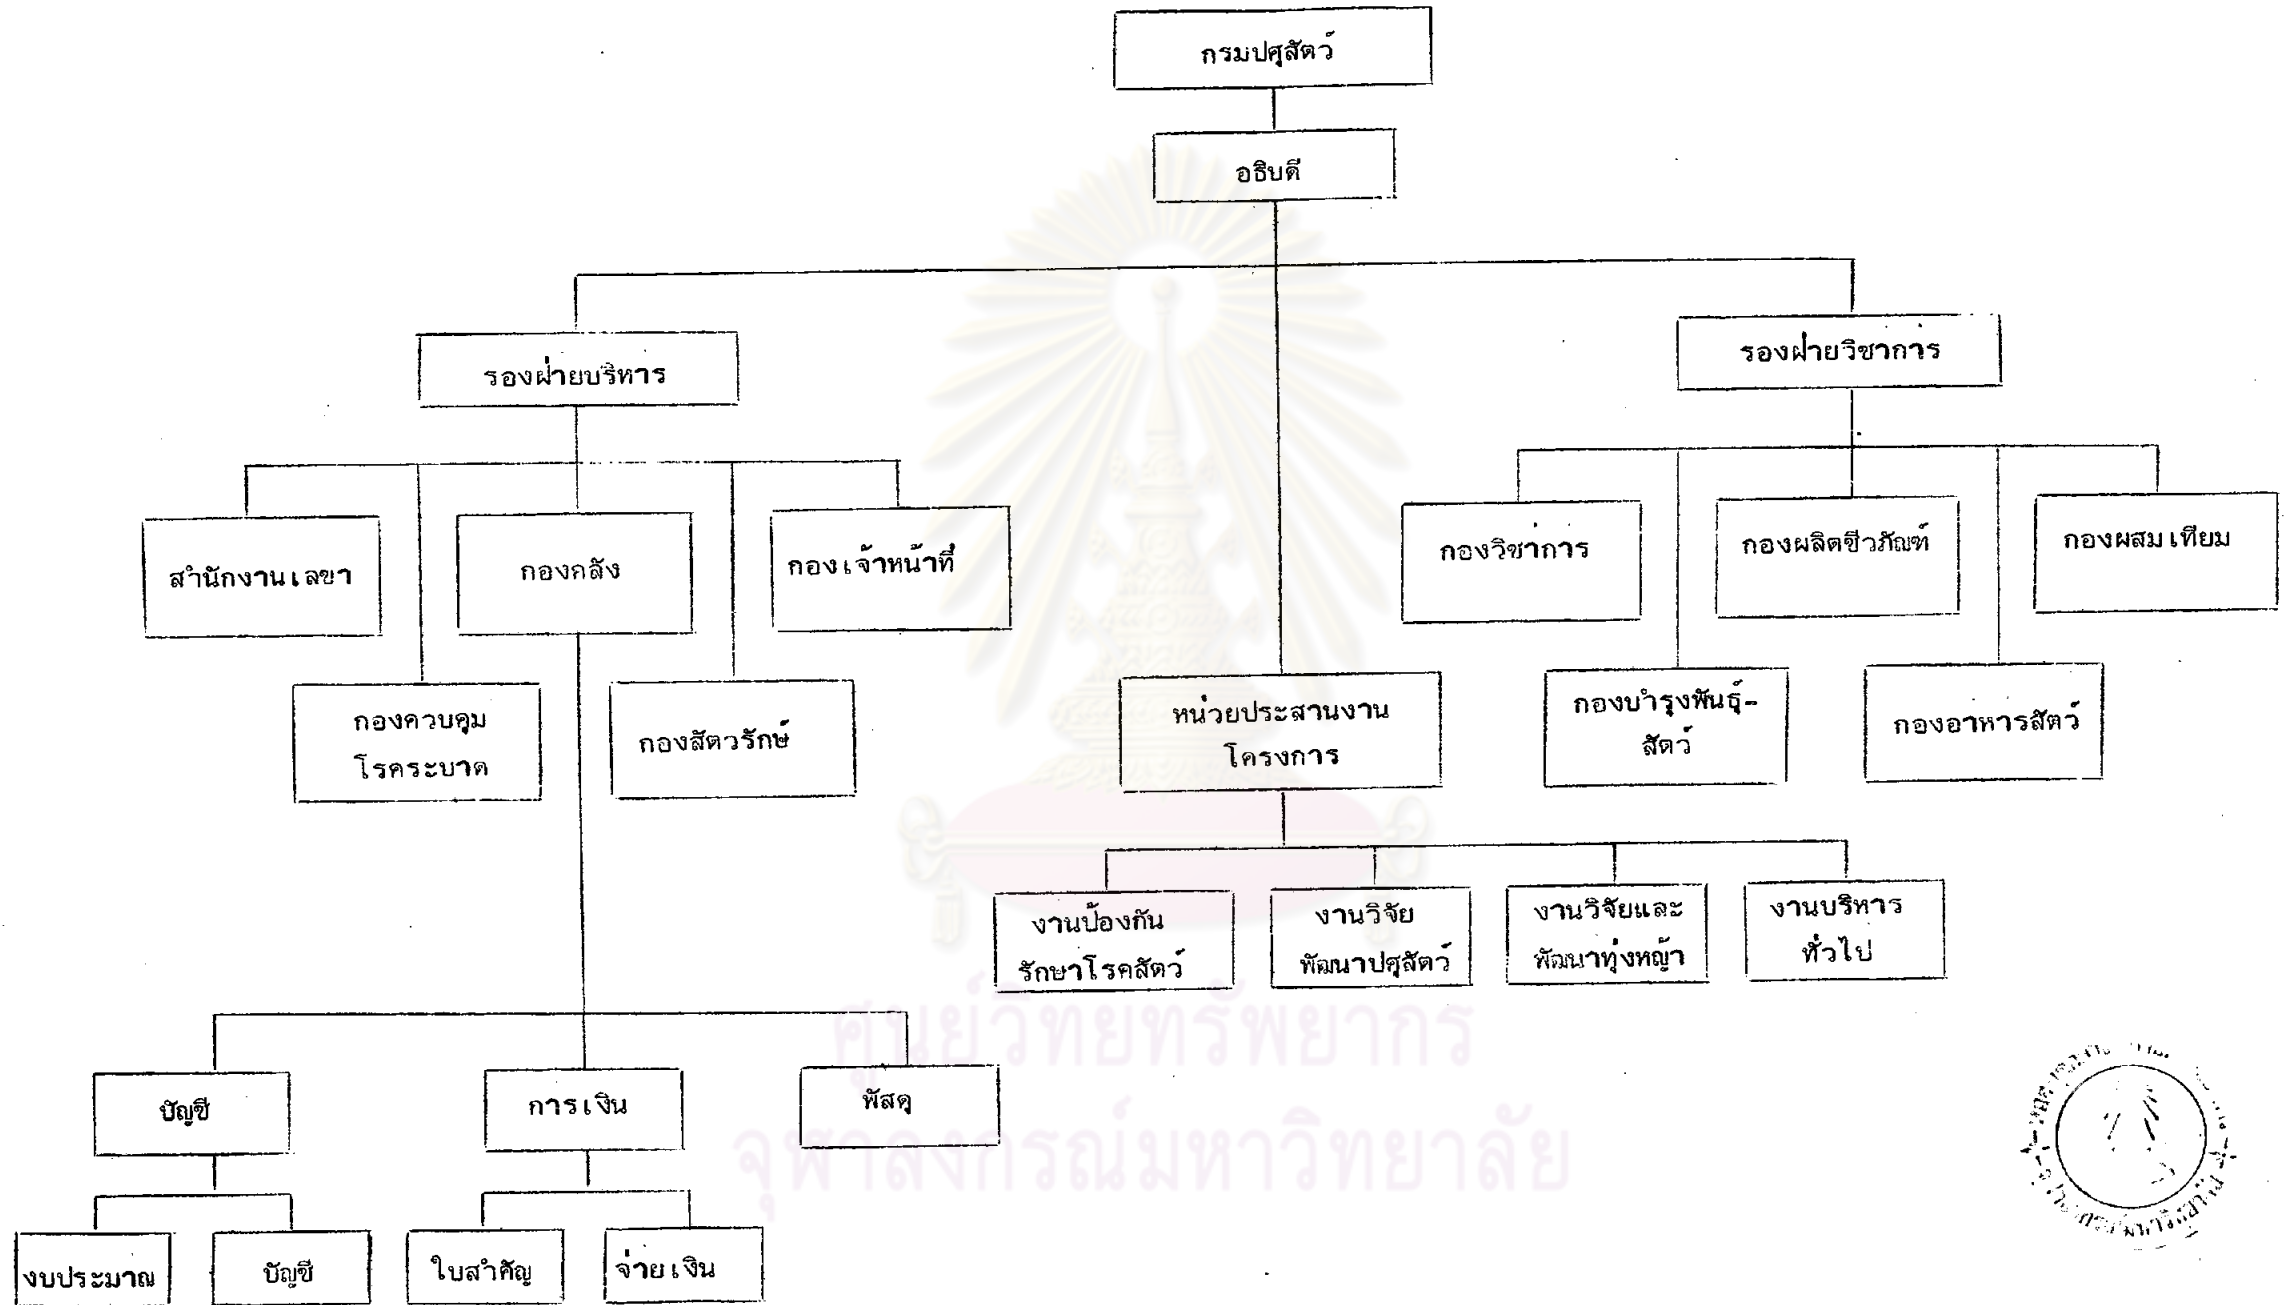 กรมปศุสัตว์
อธิบดี
รองฝ่ายบริหาร
รองฝ่ายวิชาการ
สำนักงานเลขา
กองกลัง
กองเจ้าหน้าที่
กองวิชาการ
กองผลิตชีวภัณฑ์
กองผสมเทียม
กองควบคุม
โรคระบาด
กองสัตวรักษ์
หน่วยประสานงาน
โครงการ
กองบำรุงพันธุ์-
สัตว์
กองอาหารสัตว์
งานป้องกัน
รักษาโรคสัตว์
งานวิจัย
พัฒนาปศุสัตว์
งานวิจัยและ
พัฒนาทุ่งหญ้า
งานบริหาร
ทั่วไป
ศูนย์วิทยทรัพยากร
จุฬาลงกรณ์มหาวิทยาลัย
บัญชี
การเงิน
พัสดุ
งบประมาณ
บัญชี
ใบสำคัญ
จ่ายเงิน